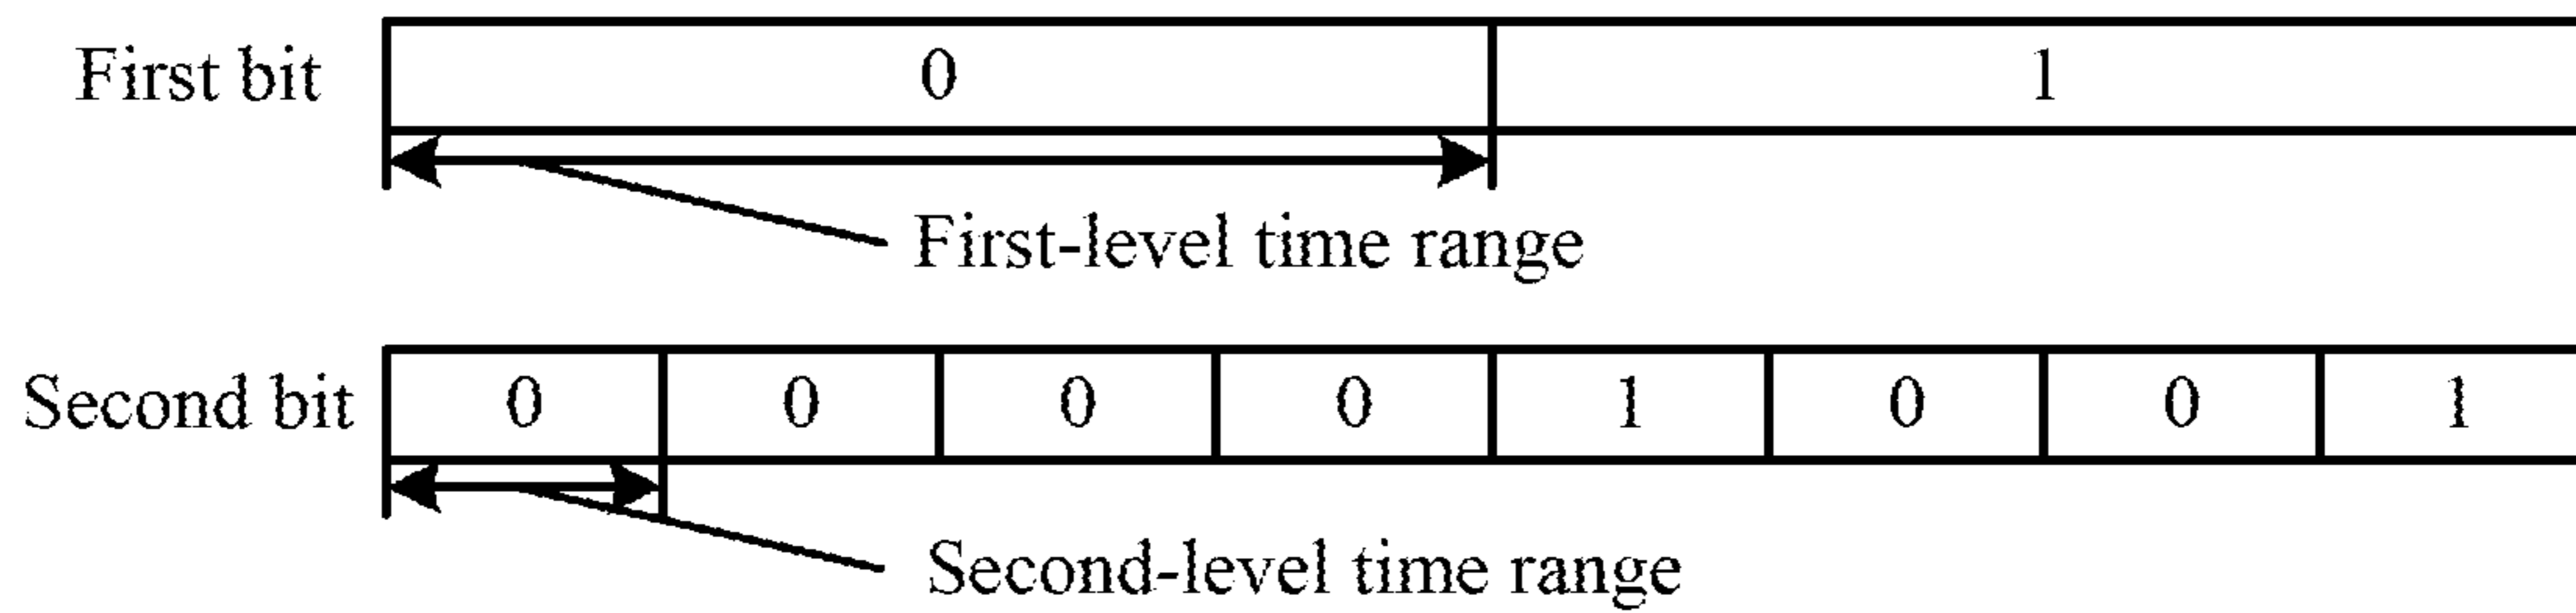 First bit 0 1
First-level time range
Second bit 0 0 0 0 1 0 0 1
Second-level time range